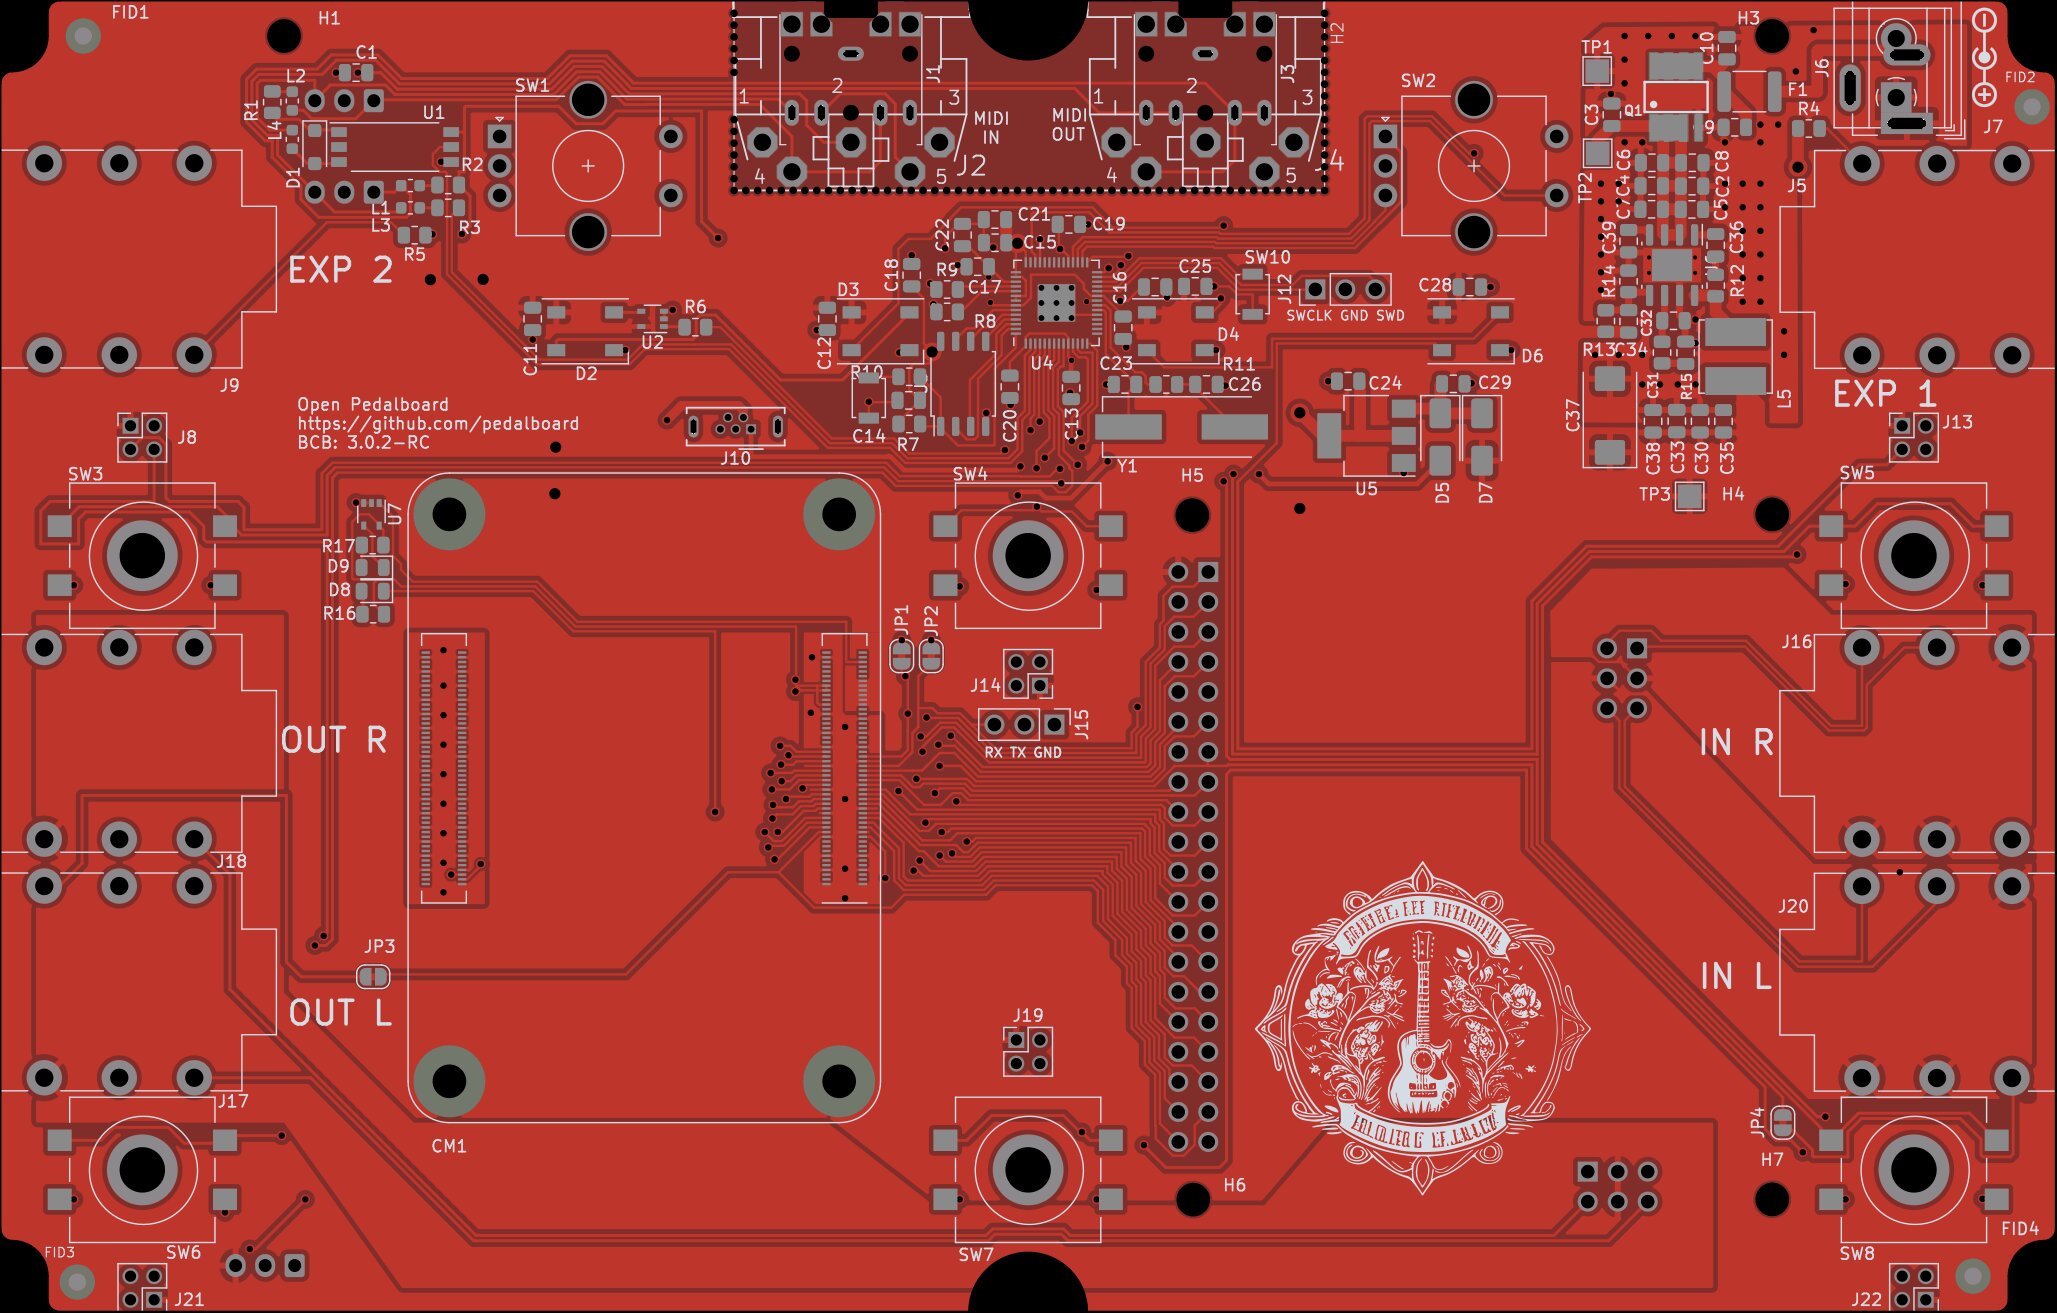 FID1
H1
H2
H3
C1
L2
R1
L4
D1
U1
R2
L1
L3
R3
R5
SW1
J1
1
2
3
4
5
MIDI
IN
J2
MIDI
OUT
J3
1
2
3
4
5
SW2
TP1
C10
C3
Q1
F1
R4
J6
FID2
J7
TP2
C6
C8
C4
C2
C7
C5
J5
C39
C36
R14
R12
EXP 2
J9
C22
C21
C15
C19
C18
R9
C17
C16
C25
SW10
J12
SWCLK GND SWD
C28
C11
D2
U2
R6
D3
C12
R8
U4
D4
R11
D6
C32
R13
C34
C31
R15
L5
EXP 1
Open Pedalboard
https://github.com/pedalboard
BCB: 3.0.2-RC
R10
C14
R7
C20
C13
C23
C26
C24
C29
C37
C38
C33
C30
C35
J8
J10
Y1
H5
U5
D5
D7
TP3
H4
J13
SW3
SW4
SW5
U7
R17
D9
D8
R16
JP1
JP2
J14
J15
RX TX GND
J16
OUT R
IN R
J18
JP3
J20
OUT L
IN L
J19
J17
CM1
JP4
H7
H6
FID3
SW6
SW7
SW8
FID4
J21
J22